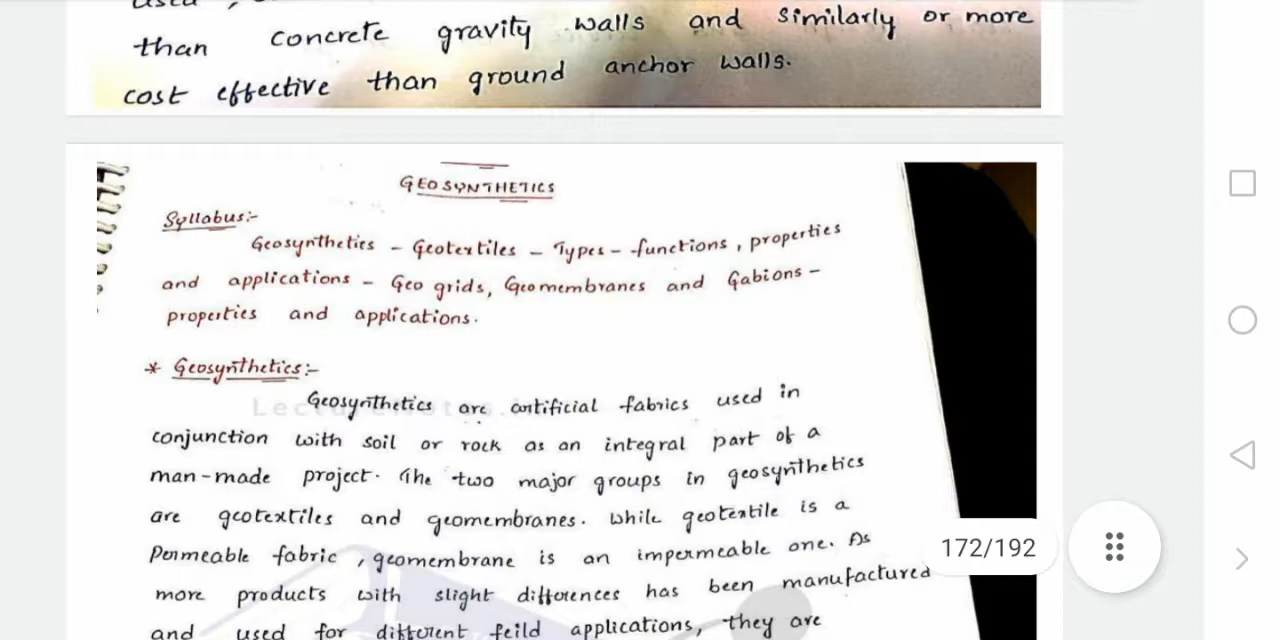 than concrete gravity walls and similarly or more
cost effective than ground anchor walls.
GEOSYNTHETICS
Syllabus:-
Geosynthetics - Geotextiles - Types - functions, properties
and applications - Geo grids, Geomembranes and Gabions -
properties and applications.
* Geosynthetics:-
Geosynthetics are artificial fabrics used in
conjunction with soil or rock as an integral part of a
man-made project. The two major groups in geosynthetics
are geotextiles and geomembranes. While geotextile is a
Permeable fabric, geomembrane is an impermeable one. As
172/192
more products with slight differences has been manufactured
and used for different feild applications, they are